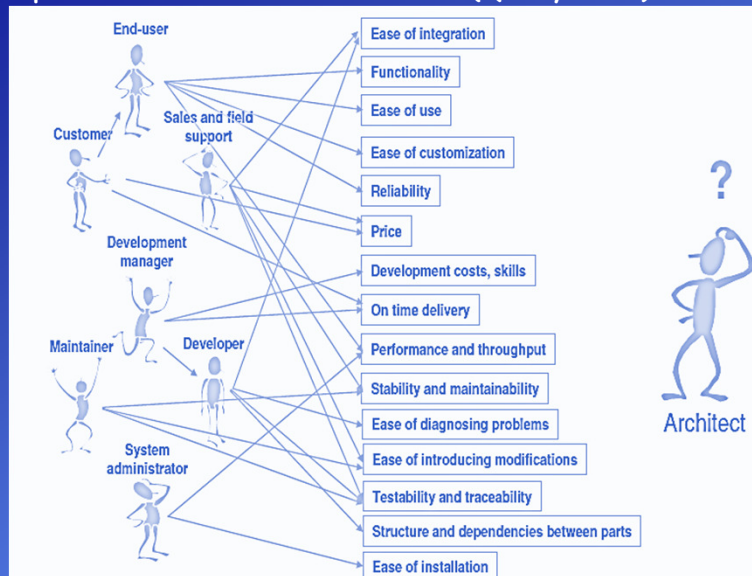 End-user
Ease of integration
Functionality
Ease of use
Sales and field
support
Customer
Ease of customization
Reliability
?
Price
Development
manager
Development costs, skills
On time delivery
Maintainer
Developer
Performance and throughput
Stability and maintainability
Ease of diagnosing problems
Architect
System
administrator
Ease of introducing modifications
Testability and traceability
Structure and dependencies between parts
Ease of installation